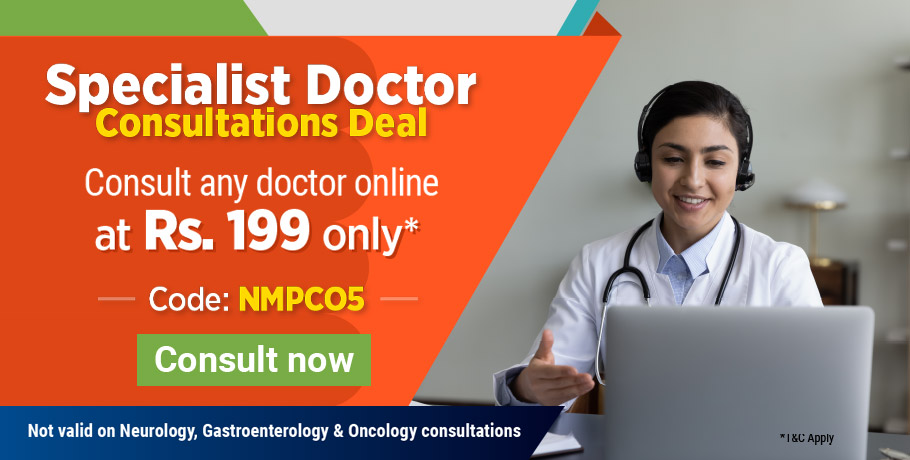 Specialist Doctor
Consultations Deal
Consult any doctor online
at Rs. 199 only*
Code: NMPCO5
Consult now
Not valid on Neurology, Gastroenterology & Oncology consultations
*T&C Apply